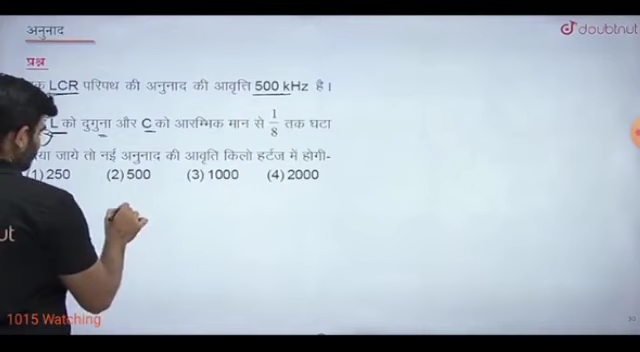 अनुनाद
doubtnut
प्रश्न
LCR परिपथ की अनुनाद की आवृत्ति 500 kHz है।
L को दुगुना और C को आरम्भिक मान से 1/8 तक घटा
जाये तो नई अनुनाद की आवृति किलो हर्टज में होगी-
(1) 250 (2) 500 (3) 1000 (4) 2000
1015 Watching